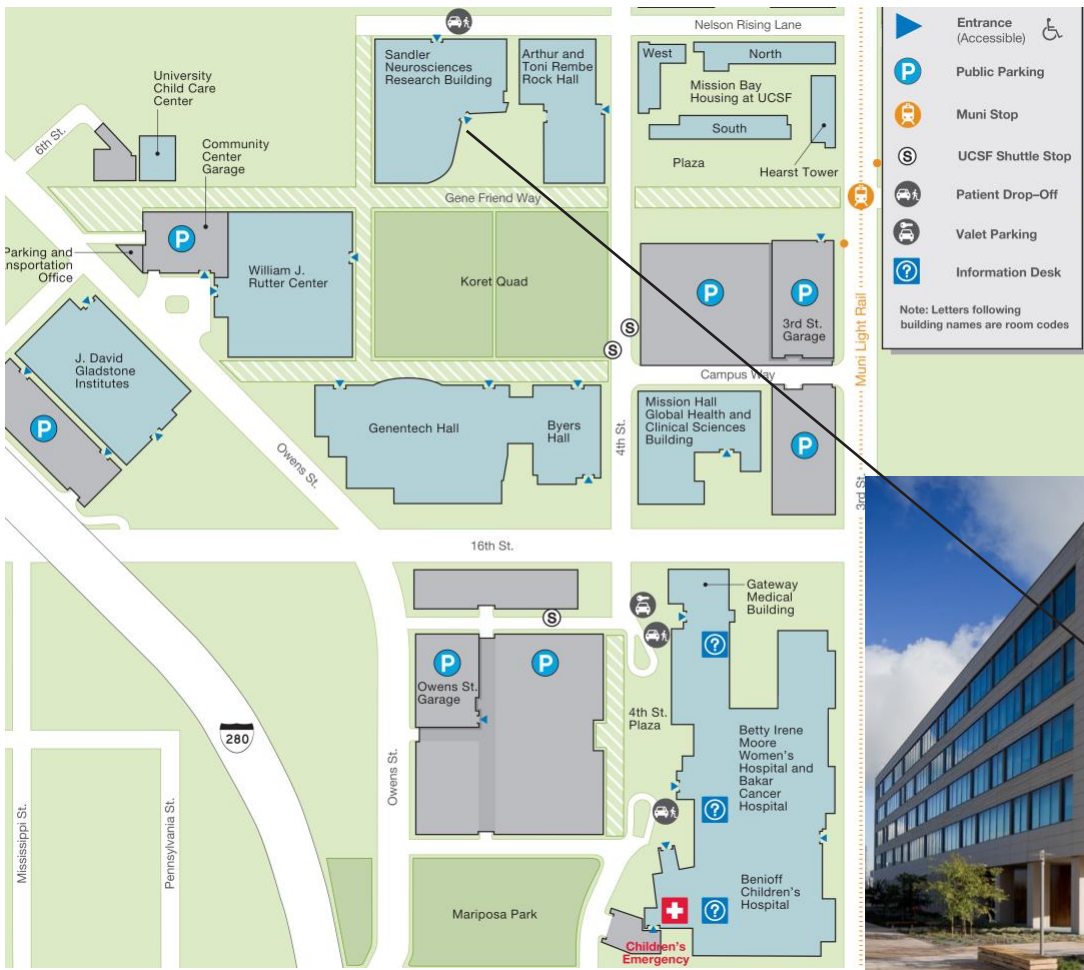 Nelson Rising Lane
Sandler
Neurosciences
Research Building
Arthur and
Toni Rembe
Rock Hall
West
North
Mission Bay
Housing at UCSF
South
Plaza
Hearst Tower
University
Child Care
Center
6th St.
Community
Center
Garage
Gene Friend Way
P
Parking and
nsportation
Office
William J.
Rutter Center
Koret Quad
P
P
3rd St.
Garage
S
S
Campus Way
Muni Light Rail
J. David
Gladstone
Institutes
P
Genentech Hall
Byers
Hall
4th St.
Mission Hall
Global Health and
Clinical Sciences
Building
P
3rd St.
Owens St.
16th St.
Gateway
Medical
Building
S
?
P
Owens St.
Garage
P
4th St.
Plaza
280
Owens St.
Betty Irene
Moore
Women's
Hospital and
Bakar
Cancer
Hospital
?
Mississippi St.
Pennsylvania St.
Mariposa Park
Benioff
Children's
Hospital
?
Children's
Emergency
Entrance
(Accessible)
P Public Parking
Muni Stop
S UCSF Shuttle Stop
Patient Drop–Off
Valet Parking
? Information Desk
Note: Letters following
building names are room codes